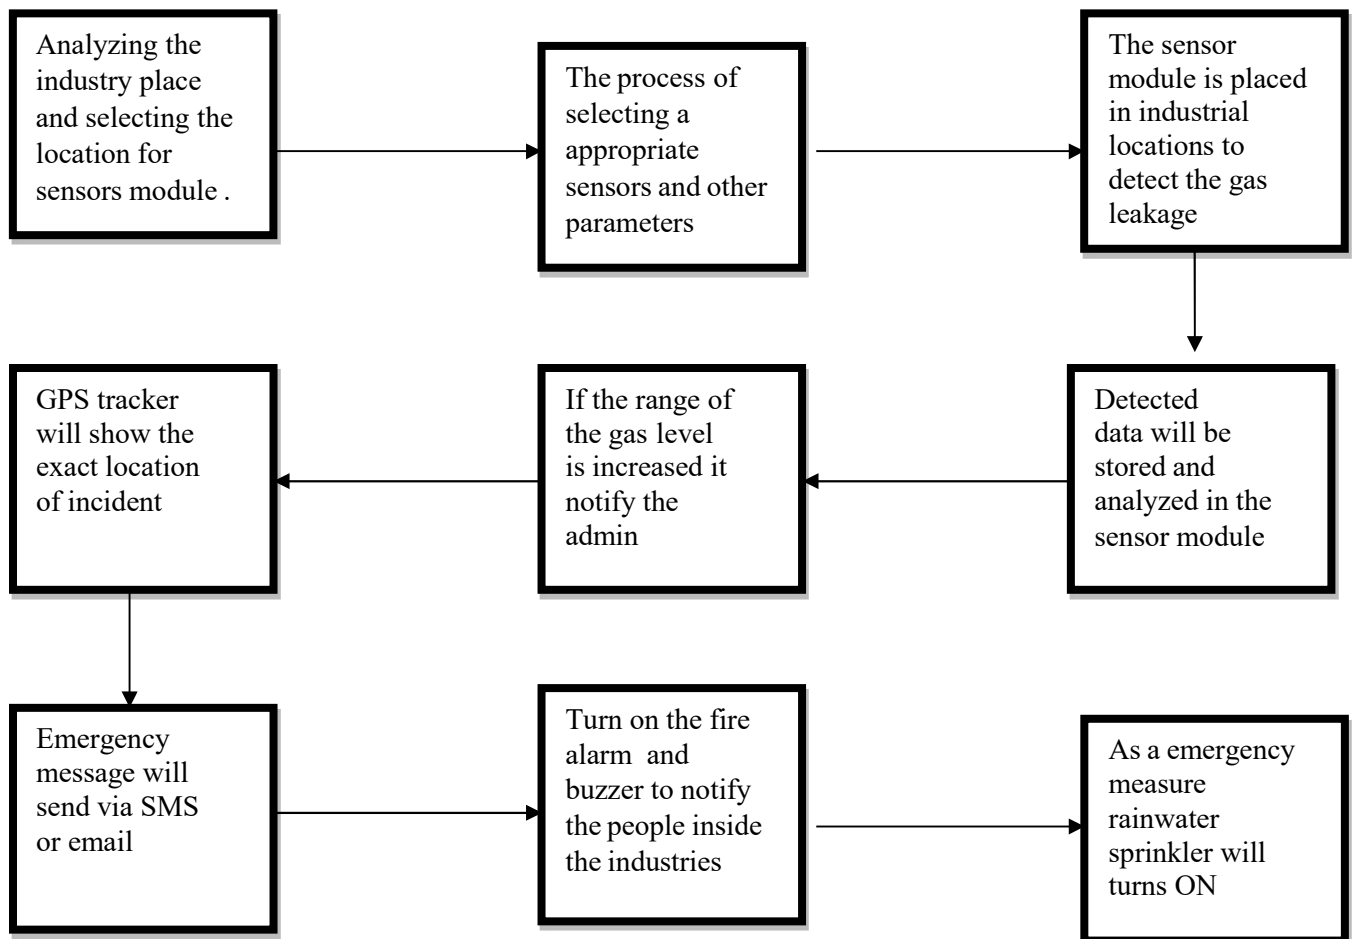 Analyzing the
industry place
and selecting the
location for
sensors module .
The process of
selecting a
appropriate
sensors and other
parameters
The sensor
module is placed
in industrial
locations to
detect the gas
leakage
Detected
data will be
stored and
analyzed in the
sensor module
If the range of
the gas level
is increased it
notify the
admin
GPS tracker
will show the
exact location
of incident
Emergency
message will
send via SMS
or email
Turn on the fire
alarm  and
buzzer to notify
the people inside
the industries
As a emergency
measure
rainwater
sprinkler will
turns ON